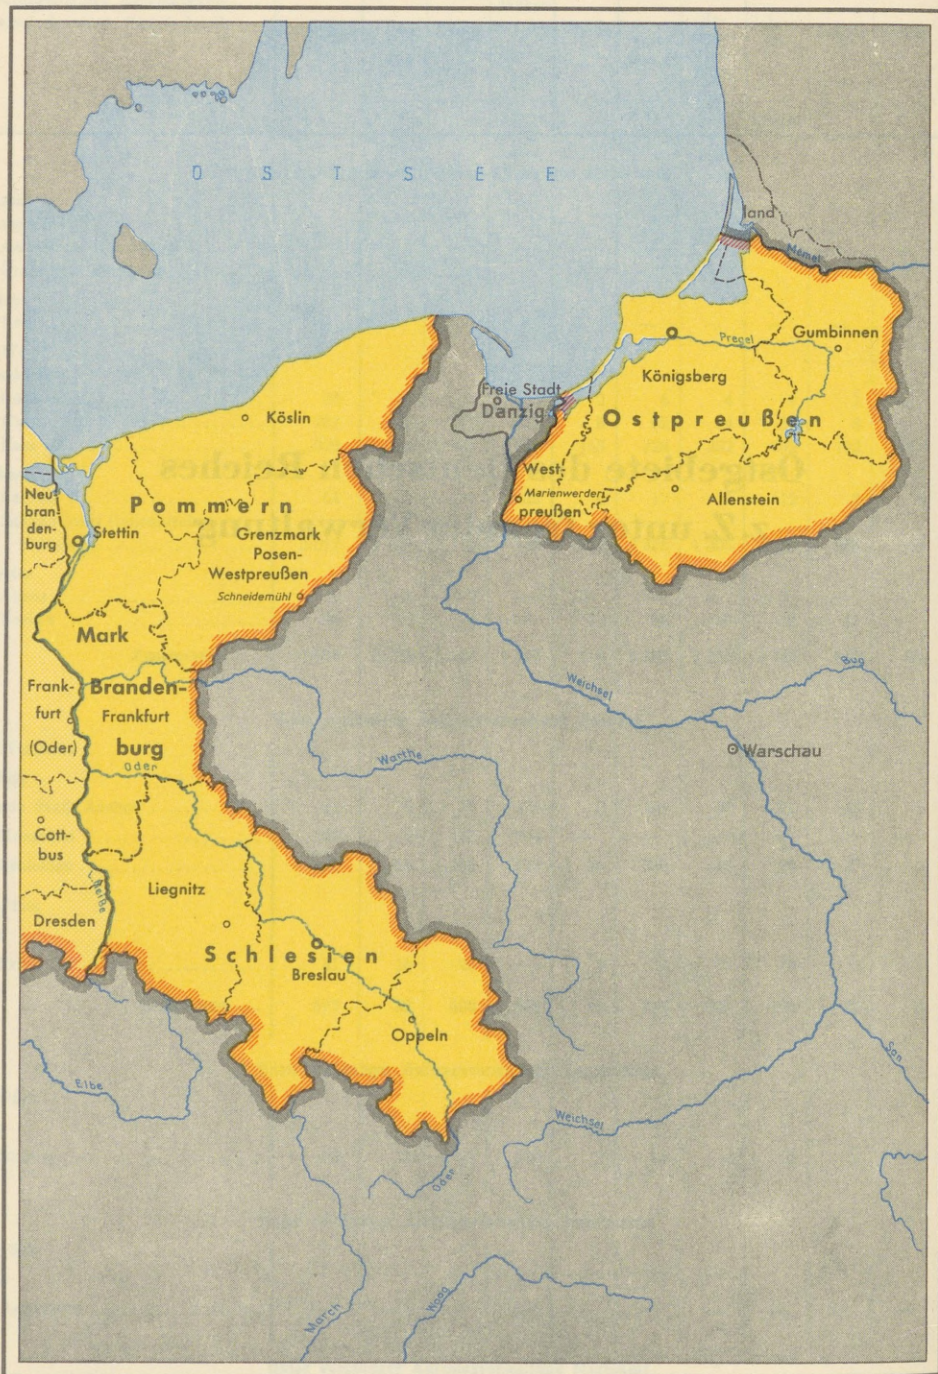 OSTSEE
land
Memel
Gumbinnen
Pregel
Königsberg
Ostpreußen
Freie Stadt
Danzig
West-
Marienwerder
preußen
Allenstein
Köslin
Pommern
Neu
bran
den-
burg
Stettin
Grenzmark
Posen-
Westpreußen
Schneidemühl
Mark
Branden-
Frankfurt
burg
Frank-
furt
(Oder)
Oder
Weichsel
Bug
Warthe
Warschau
Cott-
bus
L. Neiße
Dresden
Liegnitz
Schlesien
Breslau
Oppeln
Elbe
San
Weichsel
Oder
March
Waag